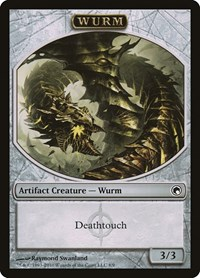 WURM
Artifact Creature — Wurm
Deathtouch
Raymond Swanland
3/3